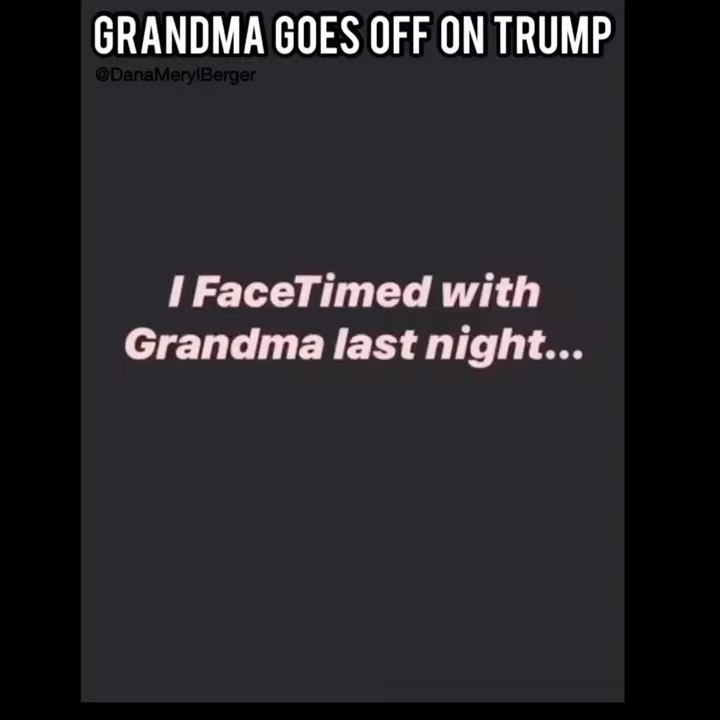 GRANDMA GOES OFF ON TRUMP
@DanaMerylBerger
I FaceTimed with
Grandma last night...